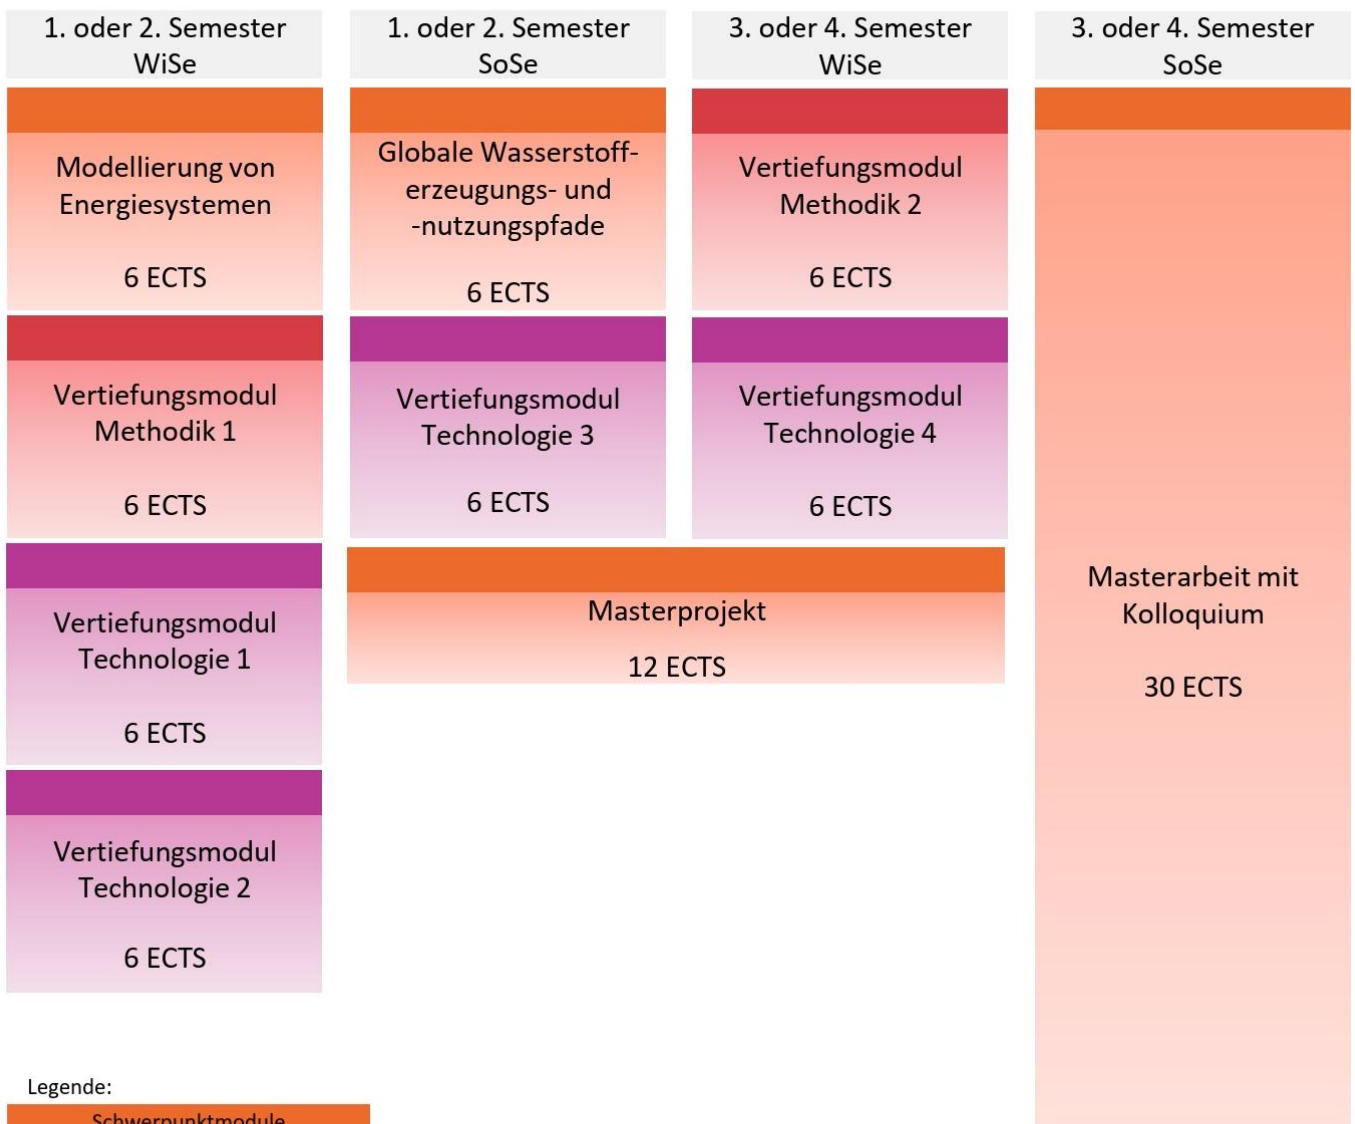 1. oder 2. Semester
WiSe
1. oder 2. Semester
SoSe
3. oder 4. Semester
WiSe
3. oder 4. Semester
SoSe
Modellierung von
Energiesystemen
6 ECTS
Globale Wasserstoff-
erzeugungs- und
-nutzungspfade
6 ECTS
Vertiefungsmodul
Methodik 2
6 ECTS
Vertiefungsmodul
Methodik 1
6 ECTS
Vertiefungsmodul
Technologie 3
6 ECTS
Vertiefungsmodul
Technologie 4
6 ECTS
Vertiefungsmodul
Technologie 1
6 ECTS
Masterprojekt
12 ECTS
Masterarbeit mit
Kolloquium
30 ECTS
Vertiefungsmodul
Technologie 2
6 ECTS
Legende:
Schwerpunktmodule